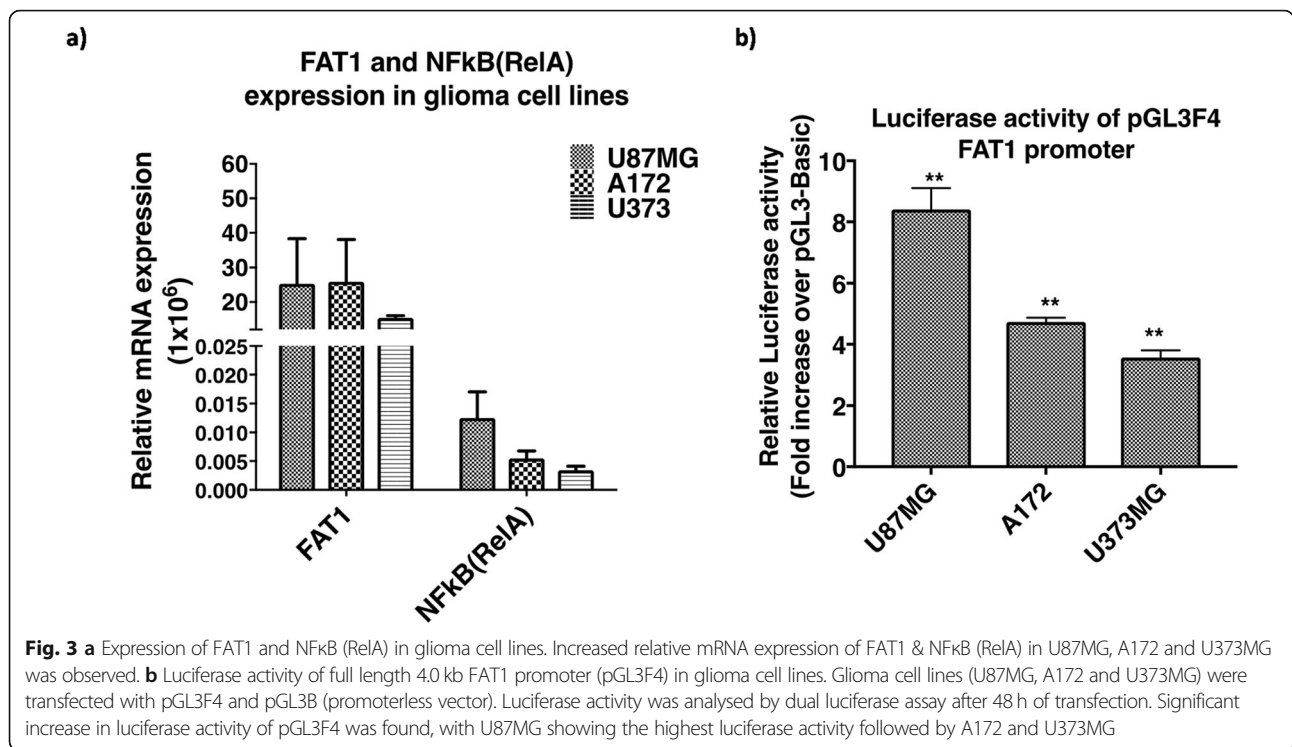 a)
FAT1 and NFkB(RelA)
expression in glioma cell lines
Relative mRNA expression
(1x10⁶)
U87MG
A172
U373
60
50
40
30
20
0.025
0.020
0.015
0.010
0.005
0.000
FAT1
NFkB(RelA)
b)
Luciferase activity of pGL3F4
FAT1 promoter
Relative Luciferase activity
(Fold increase over pGL3-Basic)
10
8
6
4
2
0
**
**
**
U87MG
A172
U373MG
Fig. 3 a Expression of FAT1 and NFκB (RelA) in glioma cell lines. Increased relative mRNA expression of FAT1 & NFκB (RelA) in U87MG, A172 and U373MG
was observed. b Luciferase activity of full length 4.0 kb FAT1 promoter (pGL3F4) in glioma cell lines. Glioma cell lines (U87MG, A172 and U373MG) were
transfected with pGL3F4 and pGL3B (promoterless vector). Luciferase activity was analysed by dual luciferase assay after 48 h of transfection. Significant
increase in luciferase activity of pGL3F4 was found, with U87MG showing the highest luciferase activity followed by A172 and U373MG